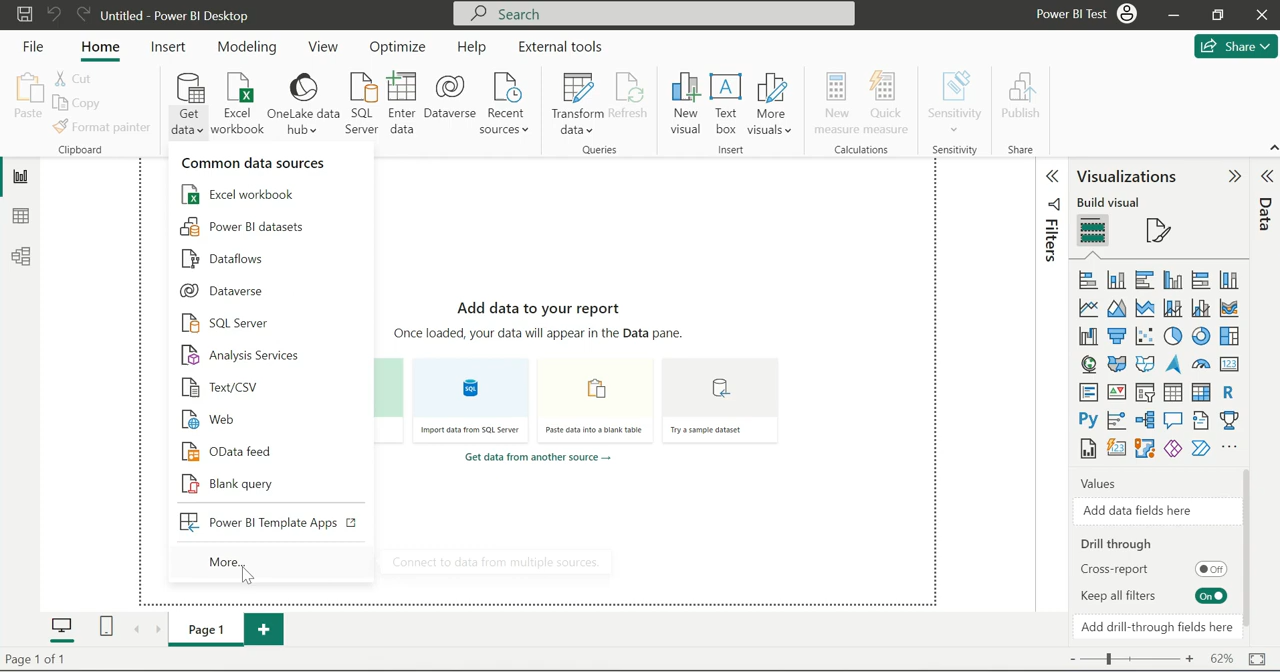 Untitled - Power BI Desktop
Search
Power BI Test
File
Home
Insert
Modeling
View
Optimize
Help
External tools
Share
Paste
Cut
Copy
Format painter
Clipboard
Get data
Excel workbook
OneLake data hub
SQL Server
Enter data
Dataverse
Recent sources
Transform data
Refresh
Queries
New visual
A
Text box
More visuals
Insert
New measure
Quick measure
Calculations
Sensitivity
Sensitivity
Publish
Share
Common data sources
Excel workbook
Power BI datasets
Dataflows
Dataverse
SQL Server
Analysis Services
Text/CSV
Web
OData feed
Blank query
Power BI Template Apps
More...
Connect to data from multiple sources.
Add data to your report
Once loaded, your data will appear in the Data pane.
SQL
Import data from SQL Server
Paste data into a blank table
Try a sample dataset
Get data from another source →
Filters
Visualizations
Build visual
123
R
Py
123
...
Values
Add data fields here
Drill through
Cross-report
Off
Keep all filters
On
Add drill-through fields here
Data
Page 1
+
Page 1 of 1
- + 62%